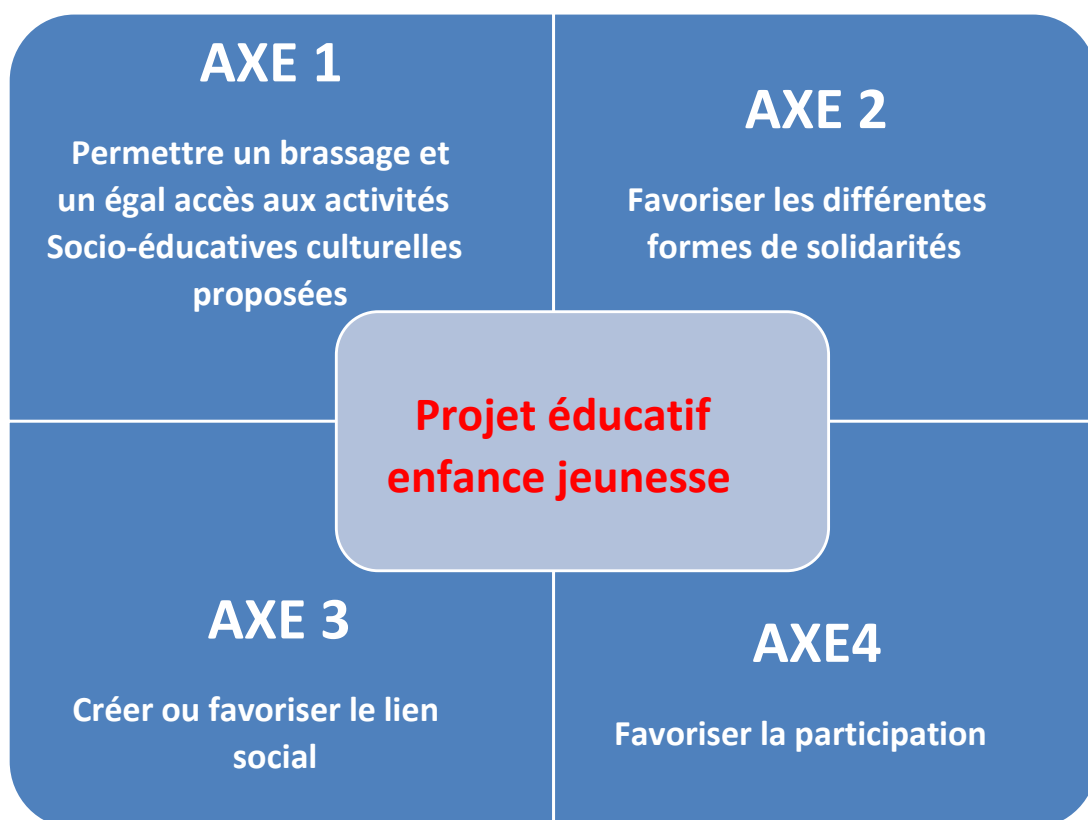 AXE 1
Permettre un brassage et
un égal accès aux activités
Socio-éducatives culturelles
proposées
AXE 2
Favoriser les différentes
formes de solidarités
Projet éducatif
enfance jeunesse
AXE 3
Créer ou favoriser le lien
social
AXE4
Favoriser la participation